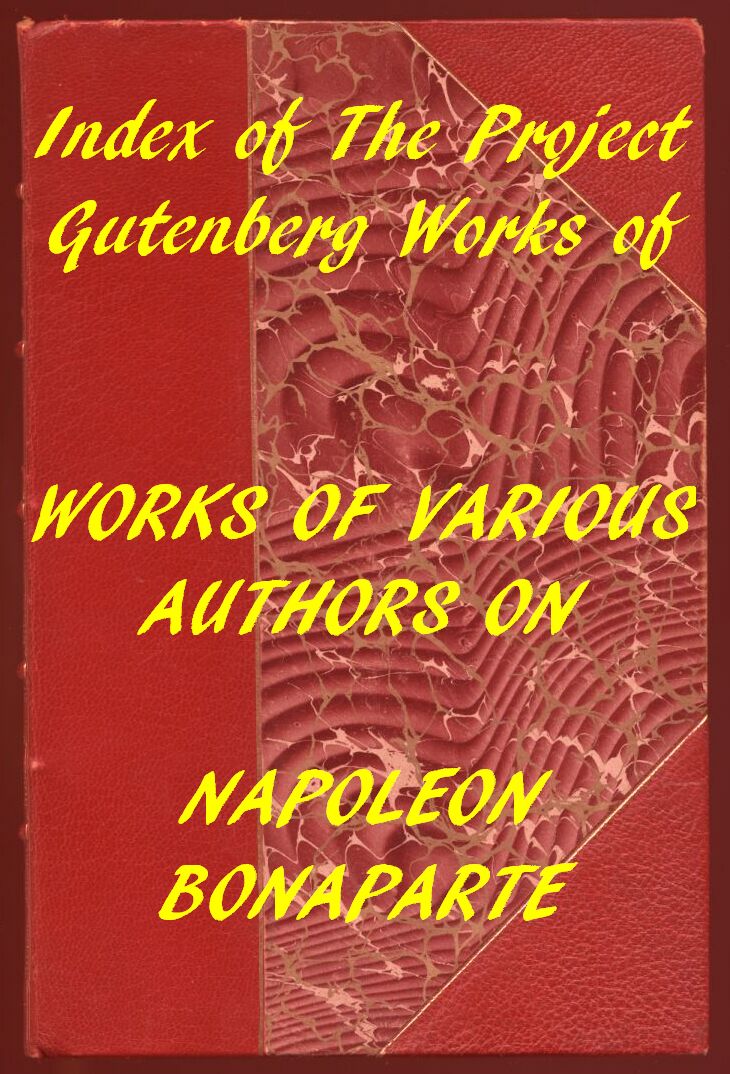 Index of The Project
Gutenberg Works of
WORKS OF VARIOUS
AUTHORS ON
NAPOLEON
BONAPARTE